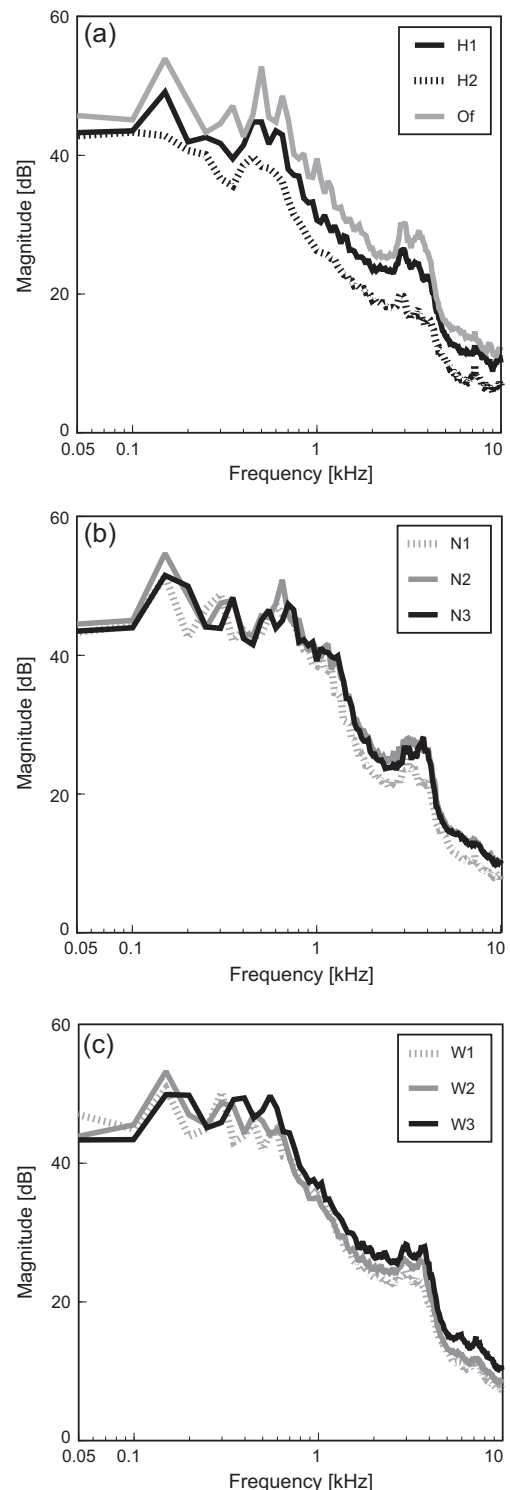 60
(a)
H1
H2
Of
40
Magnitude [dB]
20
0
0.05 0.1 1 10
Frequency [kHz]
60
(b)
N1
N2
N3
40
Magnitude [dB]
20
0
0.05 0.1 1 10
Frequency [kHz]
60
(c)
W1
W2
W3
40
Magnitude [dB]
20
0
0.05 0.1 1 10
Frequency [kHz]